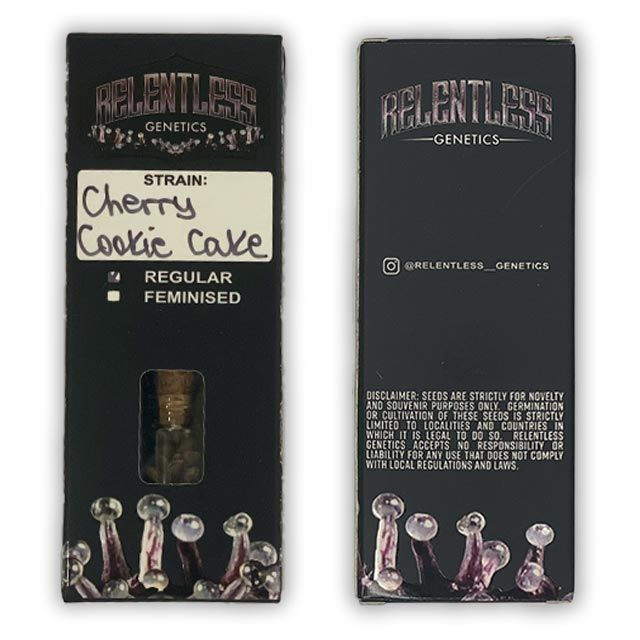 RELENTLESS
GENETICS
STRAIN:
Cherry
Cookie Cake
REGULAR
FEMINISED
RELENTLESS
GENETICS
@RELENTLESS__GENETICS
DISCLAIMER: SEEDS ARE STRICTLY FOR NOVELTY
AND SOUVENIR PURPOSES ONLY. GERMINATION
OR CULTIVATION OF THESE SEEDS IS STRICTLY
LIMITED TO LOCALITIES AND COUNTRIES IN
WHICH IT IS LEGAL TO DO SO. RELENTLESS
GENETICS ACCEPTS NO RESPONSIBILITY OR
LIABILITY FOR ANY USE THAT DOES NOT COMPLY
WITH LOCAL REGULATIONS AND LAWS.